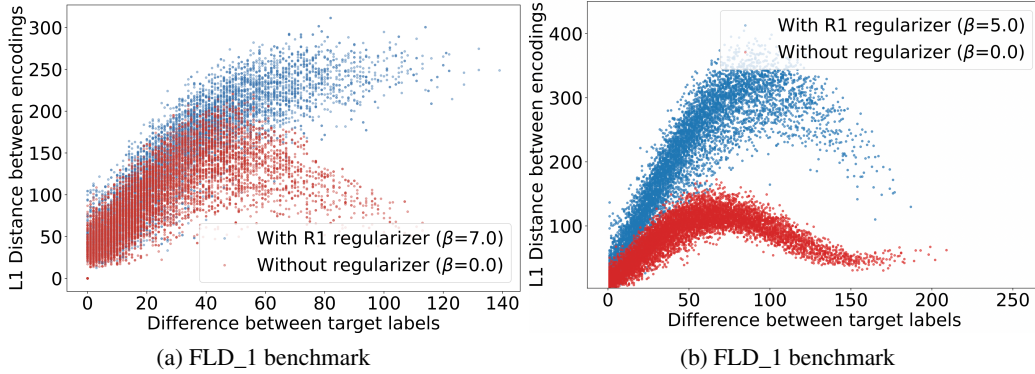 L1 Distance between encodings
300
250
200
150
100
50
0
With R1 regularizer (β=7.0)
Without regularizer (β=0.0)
0 20 40 60 80 100 120 140
Difference between target labels
(a) FLD_1 benchmark
L1 Distance between encodings
400
300
200
100
With R1 regularizer (β=5.0)
Without regularizer (β=0.0)
0 50 100 150 200 250
Difference between target labels
(b) FLD_1 benchmark